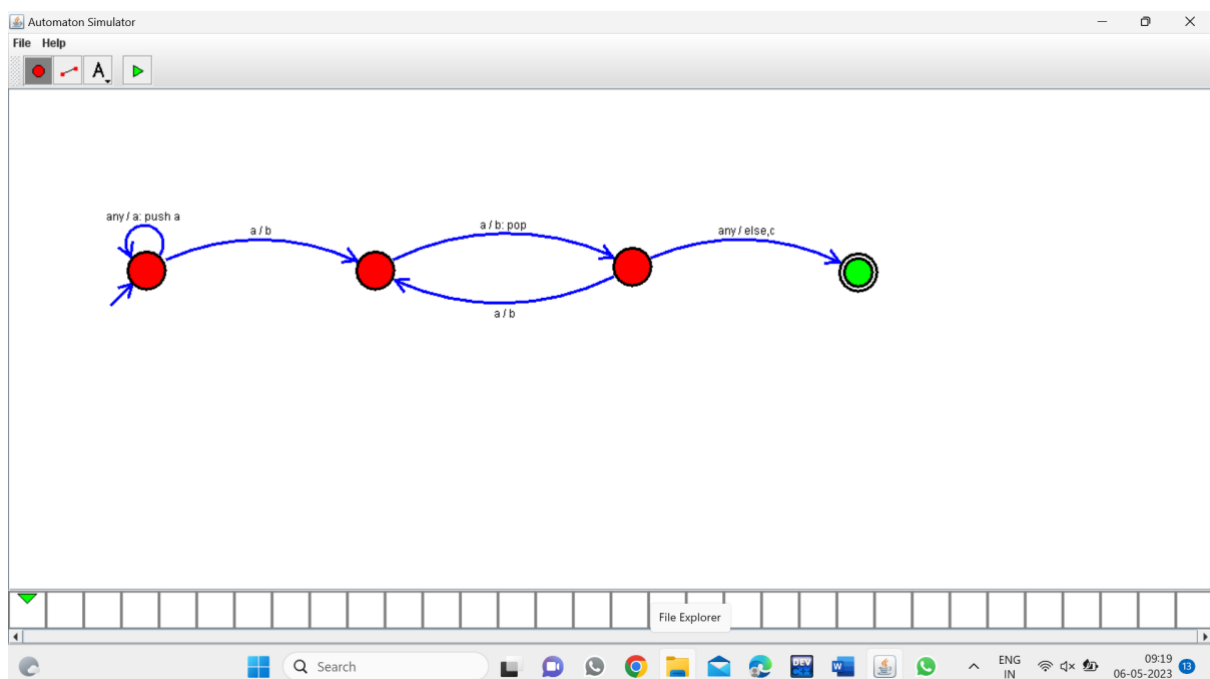 Automaton Simulator
File Help
A
any / a: push a
a / b
a / b: pop
any / else,c
a / b
File Explorer
Search
DEV
W
ENG
IN
09:19
06-05-2023
13